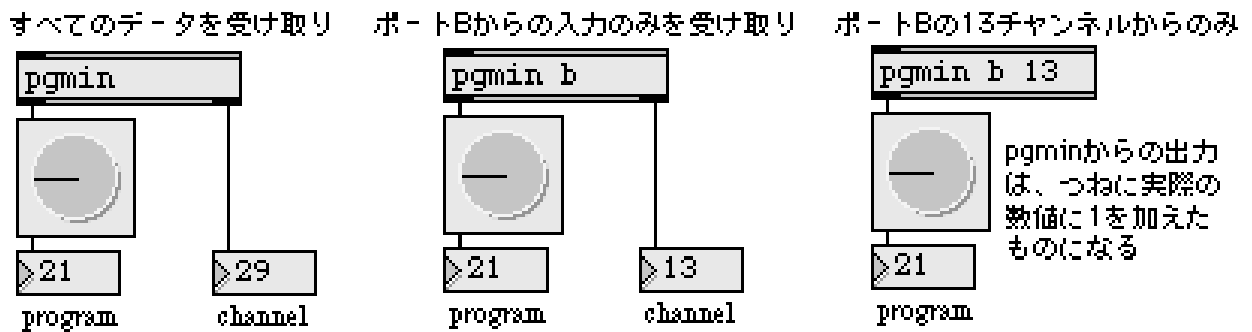 すべてのデータを受け取り
ポートBからの入力のみを受け取り
ポートBの13チャンネルからのみ
pgmin
pgmin b
pgmin b 13
pgminからの出力
は、つねに実際の
数値に1を加えた
ものになる
21
29
21
13
21
program
channel
program
channel
program